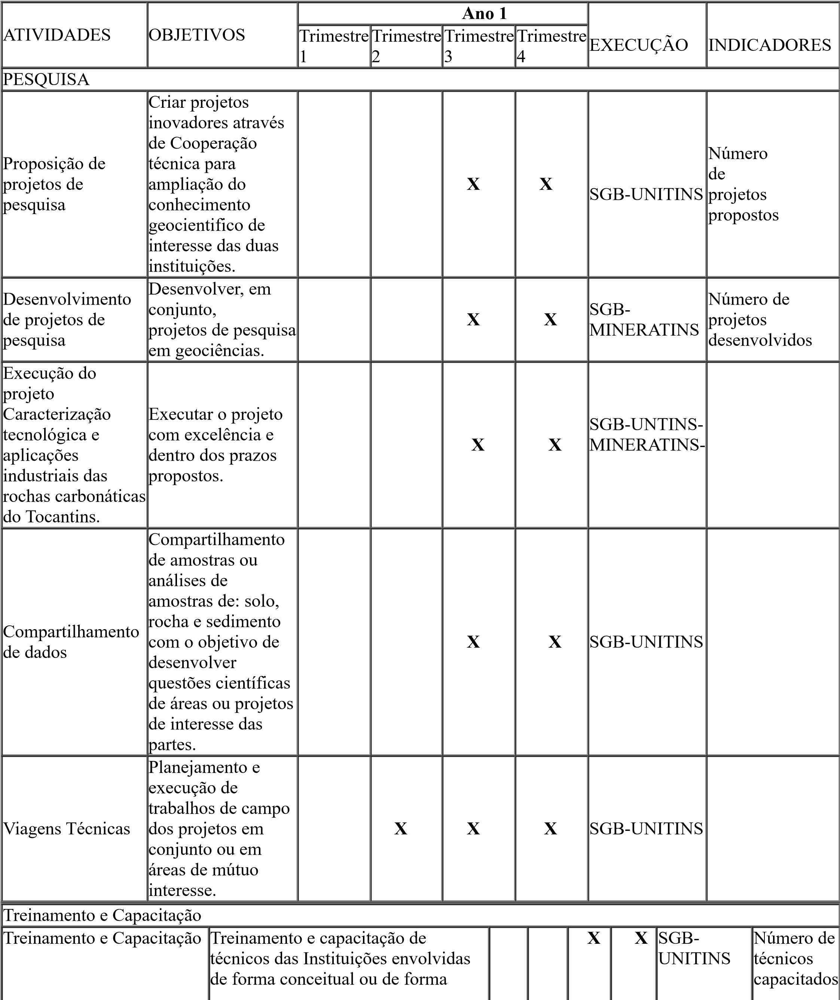 ATIVIDADES
OBJETIVOS
Ano 1
Trimestre
1
Trimestre
2
Trimestre
3
Trimestre
4
EXECUÇÃO
INDICADORES
PESQUISA
Proposição de
projetos de
pesquisa
Criar projetos
inovadores através
de Cooperação
técnica para
ampliação do
conhecimento
geocientifico de
interesse das duas
instituições.
X
X
SGB-UNITINS
Número
de
projetos
propostos
Desenvolvimento
de projetos de
pesquisa
Desenvolver, em
conjunto,
projetos de pesquisa
em geociências.
X
X
SGB-
MINERATINS
Número de
projetos
desenvolvidos
Execução do
projeto
Caracterização
tecnológica e
aplicações
industriais das
rochas carbonáticas
do Tocantins.
Executar o projeto
com excelência e
dentro dos prazos
propostos.
X
X
SGB-UNTINS-
MINERATINS-
Compartilhamento
de dados
Compartilhamento
de amostras ou
análises de
amostras de: solo,
rocha e sedimento
com o objetivo de
desenvolver
questões científicas
de áreas ou projetos
de interesse das
partes.
X
X
SGB-UNITINS
Viagens Técnicas
Planejamento e
execução de
trabalhos de campo
dos projetos em
conjunto ou em
áreas de mútuo
interesse.
X
X
X
SGB-UNITINS
Treinamento e Capacitação
Treinamento e Capacitação
Treinamento e capacitação de
técnicos das Instituições envolvidas
de forma conceitual ou de forma
X
X
SGB-
UNITINS
Número de
técnicos
capacitados